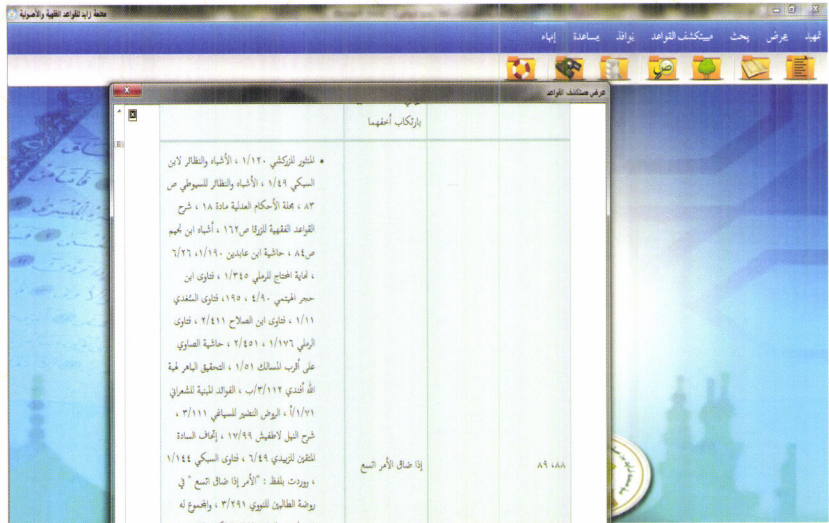 معلمة زايد للقواعد الفقهية والأصولية
تمهيد عرض بحث مستكشف القواعد نوافذ مساعدة إنهاء
عرض مستكشف القواعد
بارتكاب أخفهما
• المنثور للزركشي ١/١٢٠ ، الأشباه والنظائر لابن
السبكي ١/٤٩ ، الأشباه والنظائر للسيوطي ص
٨٣ ، مجلة الأحكام العدلية مادة ١٨ ، شرح
القواعد الفقهية للزرقا ص١٦٢ ، أشباه ابن نجيم
ص٨٤ ، حاشية ابن عابدين ١/١٩٠، ٦/٢٦
، نهاية المحتاج للرملي ١/٣٤٥ ، فتاوى ابن
حجر الهيتمي ٤/٩٠ ، ١٩٥، فتاوى السُغدي
١/١١ ، فتاوى ابن الصلاح ٢/٤١١ ، فتاوى
الرملي ١/١٧٦ ، ٢/٤٥١ ، حاشية الصاوي
على أقرب المسالك ١/٥١ ، التحقيق الباهر لهبة
الله أفندي ٣/١١٢/ب ، الفوائد المبنية للشعراني
١/٧١/أ ، الروض النضير للسياغي ٣/١١١ ،
شرح النيل لاطفيش ١٧/٩٩ ، إتحاف السادة
المتقين للزبيدي ٦/٤٩ ، فتاوى السبكي ١/١٤٤
، ووردت بلفظ : "الأمر إذا ضاق اتسع " في
روضة الطالبين للنووي ٣/٢٩١ ، والمجموع له
إذا ضاق الأمر اتسع
٨٨، ٨٩